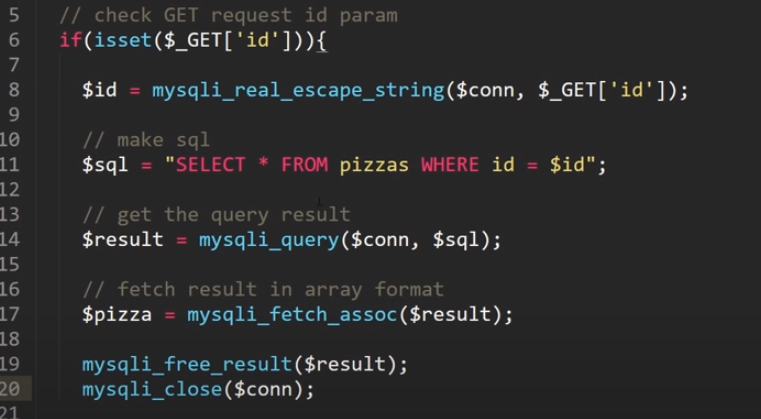 5 // check GET request id param
6 if(isset($_GET['id'])){
7
8 $id = mysqli_real_escape_string($conn, $_GET['id']);
9
10 // make sql
11 $sql = "SELECT * FROM pizzas WHERE id = $id";
12
13 // get the query result
14 $result = mysqli_query($conn, $sql);
15
16 // fetch result in array format
17 $pizza = mysqli_fetch_assoc($result);
18
19 mysqli_free_result($result);
20 mysqli_close($conn);
21